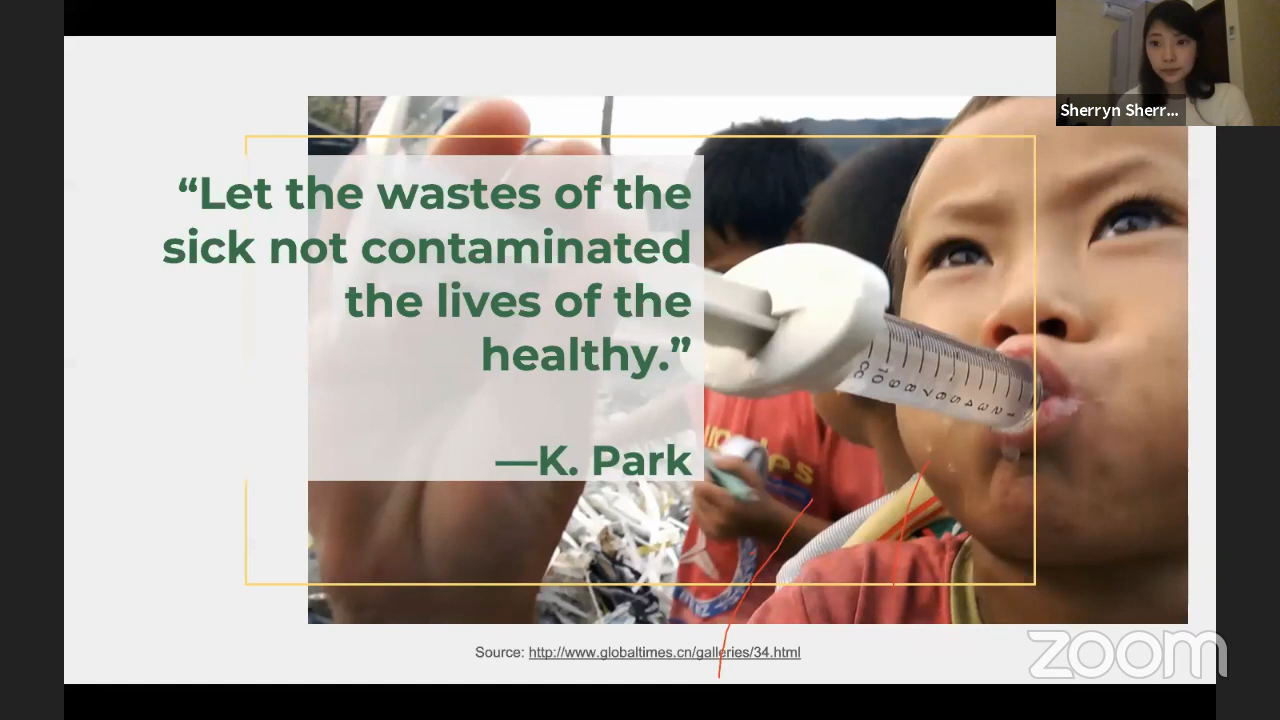 Sherryn Sherr...
“Let the wastes of the
sick not contaminated
the lives of the
healthy.”
—K. Park
Source: http://www.globaltimes.cn/galleries/34.html
zoom